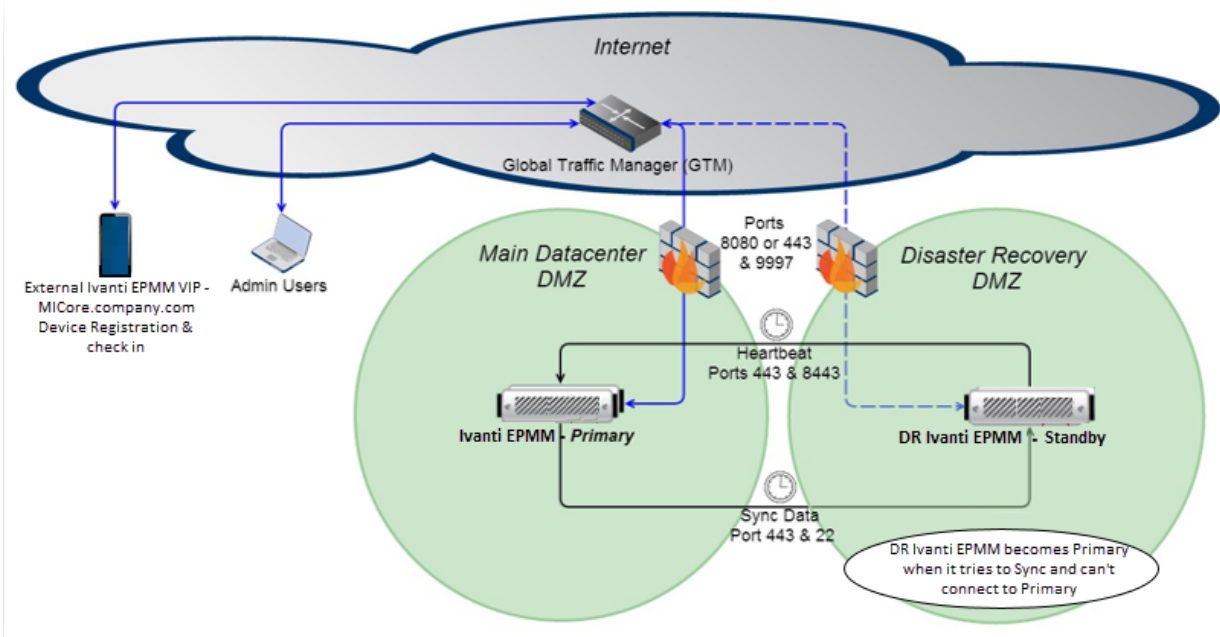 Internet
Global Traffic Manager (GTM)
External Ivanti EPMM VIP -
MICore.company.com
Device Registration &
check in
Admin Users
Main Datacenter
DMZ
Ports
8080 or 443
& 9997
Disaster Recovery
DMZ
Heartbeat
Ports 443 & 8443
Ivanti EPMM - Primary
DR Ivanti EPMM - Standby
Sync Data
Port 443 & 22
DR Ivanti EPMM becomes Primary
when it tries to Sync and can't
connect to Primary